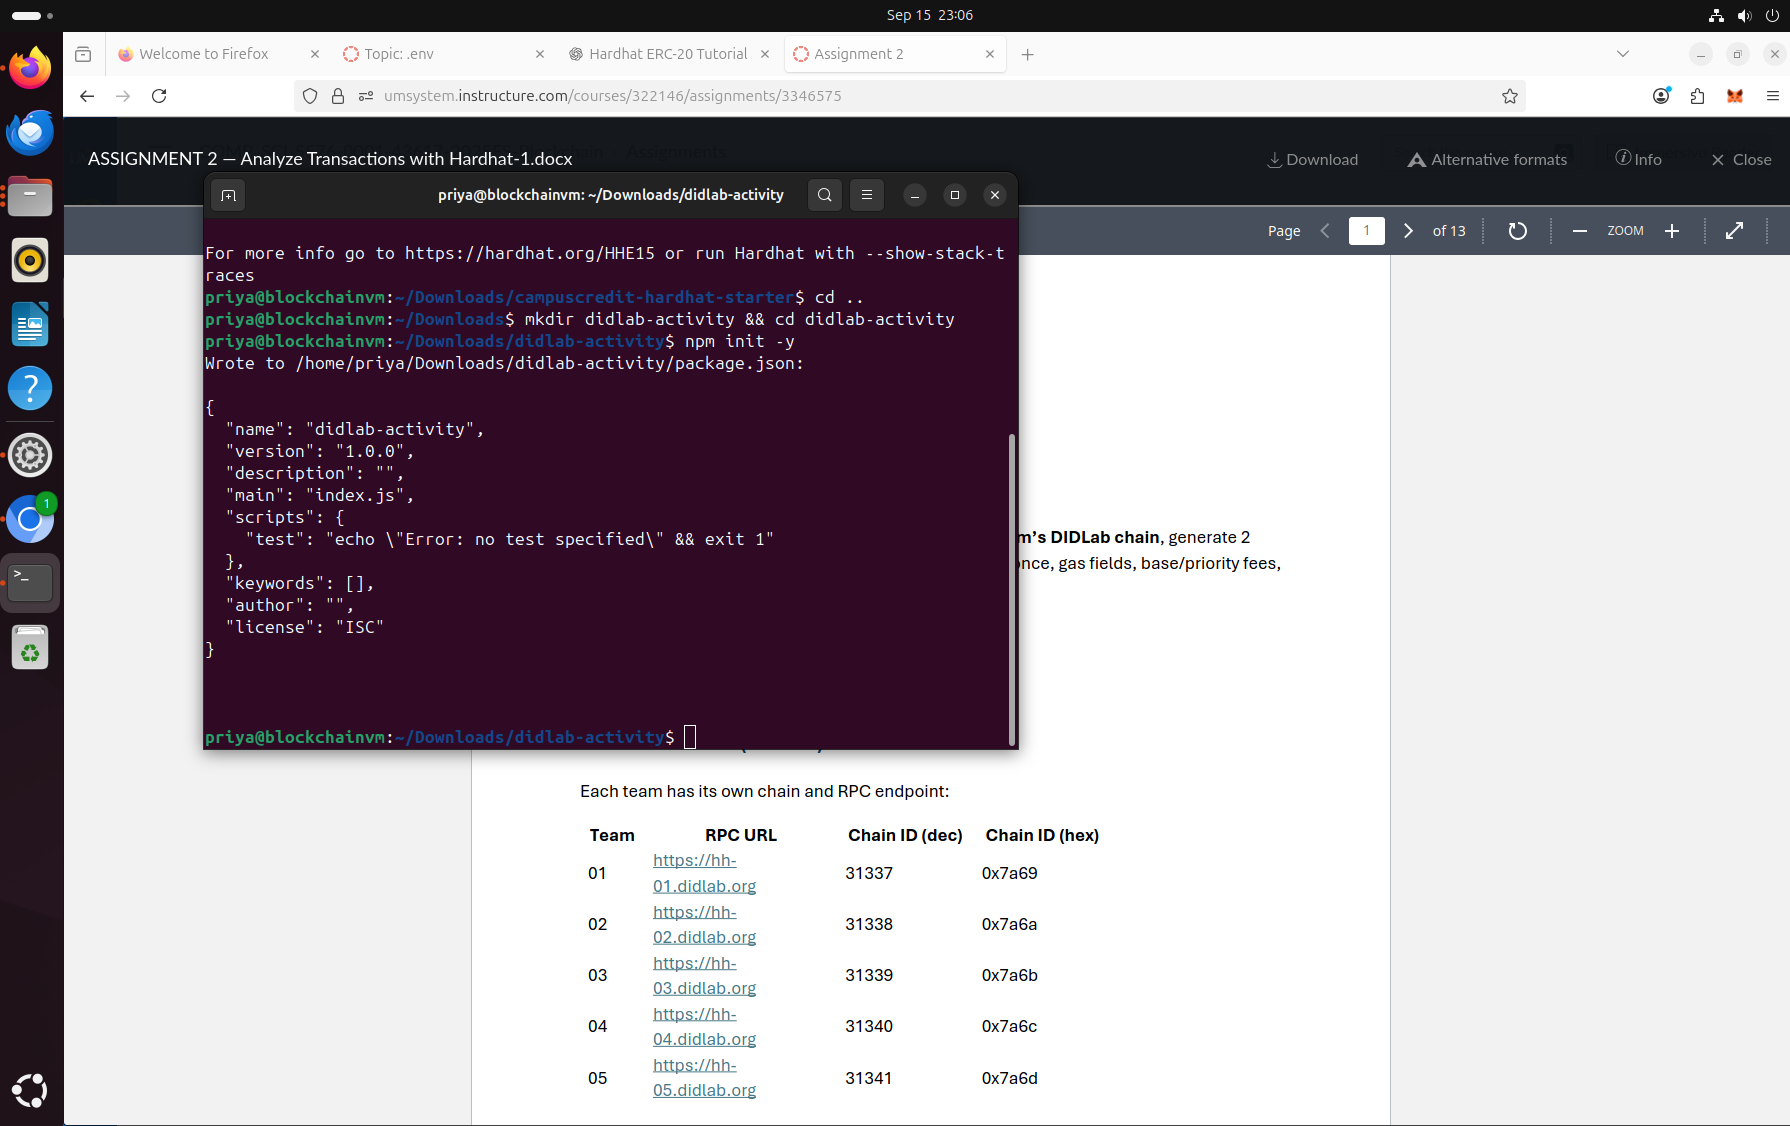 Sep 15 23:06
Welcome to Firefox
Topic: .env
Hardhat ERC-20 Tutorial
Assignment 2
umsystem.instructure.com/courses/322146/assignments/3346575
ASSIGNMENT 2 — Analyze Transactions with Hardhat-1.docx
Download
Alternative formats
Info
Close
Page
1
of 13
ZOOM
priya@blockchainvm: ~/Downloads/didlab-activity
For more info go to https://hardhat.org/HHE15 or run Hardhat with --show-stack-t
races
priya@blockchainvm:~/Downloads/campuscredit-hardhat-starter$ cd ..
priya@blockchainvm:~/Downloads$ mkdir didlab-activity && cd didlab-activity
priya@blockchainvm:~/Downloads/didlab-activity$ npm init -y
Wrote to /home/priya/Downloads/didlab-activity/package.json:
{
"name": "didlab-activity",
"version": "1.0.0",
"description": "",
"main": "index.js",
"scripts": {
"test": "echo \"Error: no test specified\" && exit 1"
},
"keywords": [],
"author": "",
"license": "ISC"
}
priya@blockchainvm:~/Downloads/didlab-activity$
m's DIDLab chain, generate 2
once, gas fields, base/priority fees,
Each team has its own chain and RPC endpoint:
Team RPC URL Chain ID (dec) Chain ID (hex)
01 https://hh-01.didlab.org 31337 0x7a69
02 https://hh-02.didlab.org 31338 0x7a6a
03 https://hh-03.didlab.org 31339 0x7a6b
04 https://hh-04.didlab.org 31340 0x7a6c
05 https://hh-05.didlab.org 31341 0x7a6d
1